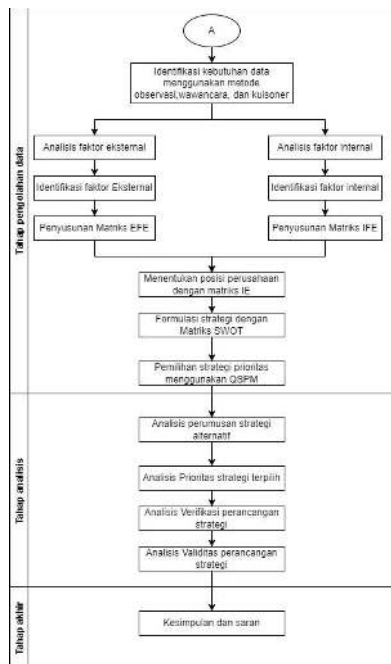 A
Identifikasi kebutuhan data
menggunakan metode
observasi,wawancara, dan kuisoner
Analisis faktor eksternal
Analisis faktor internal
Identifikasi faktor Eksternal
Identifikasi faktor internal
Penyusunan Matriks EFE
Penyusunan Matriks IFE
Menentukan posisi perusahaan
dengan matriks IE
Formulasi strategi dengan
Matriks SWOT
Pemilihan strategi prioritas
menggunakan QSPM
Tahap pengolahan data
Analisis perumusan strategi
alternatif
Analisis Prioritas strategi terpilih
Analisis Verifikasi perancangan
strategi
Analisis Validitas perancangan
strategi
Tahap analisis
Kesimpulan dan saran
Tahap akhir